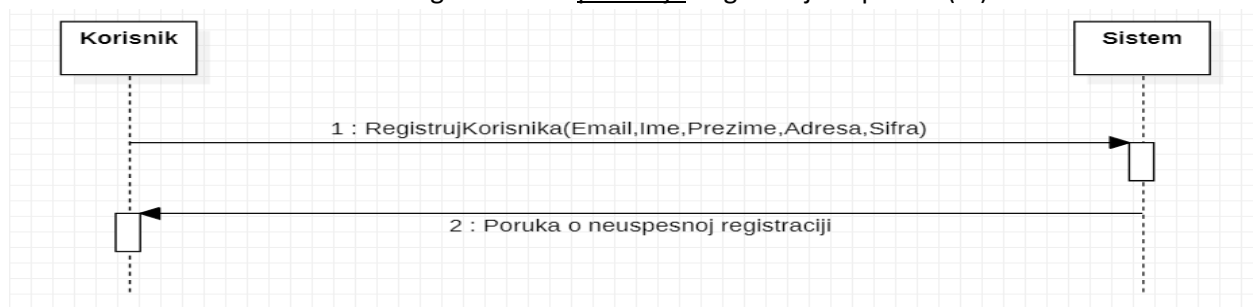 Korisnik
Sistem
1 : RegistrujKorisnika(Email,Ime,Prezime,Adresa,Sifra)
2 : Poruka o neuspesnoj registraciji